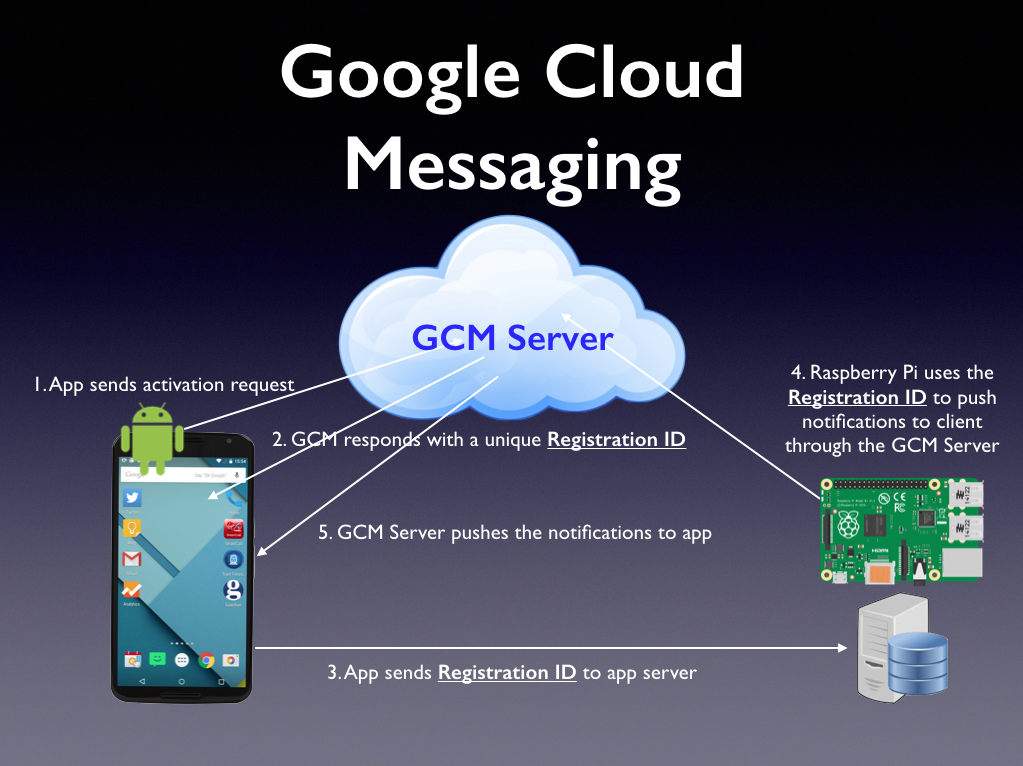 Google Cloud
Messaging
GCM Server
1. App sends activation request
4. Raspberry Pi uses the
Registration ID to push
notifications to client
through the GCM Server
2. GCM responds with a unique Registration ID
5. GCM Server pushes the notifications to app
3. App sends Registration ID to app server
Google
HDMI